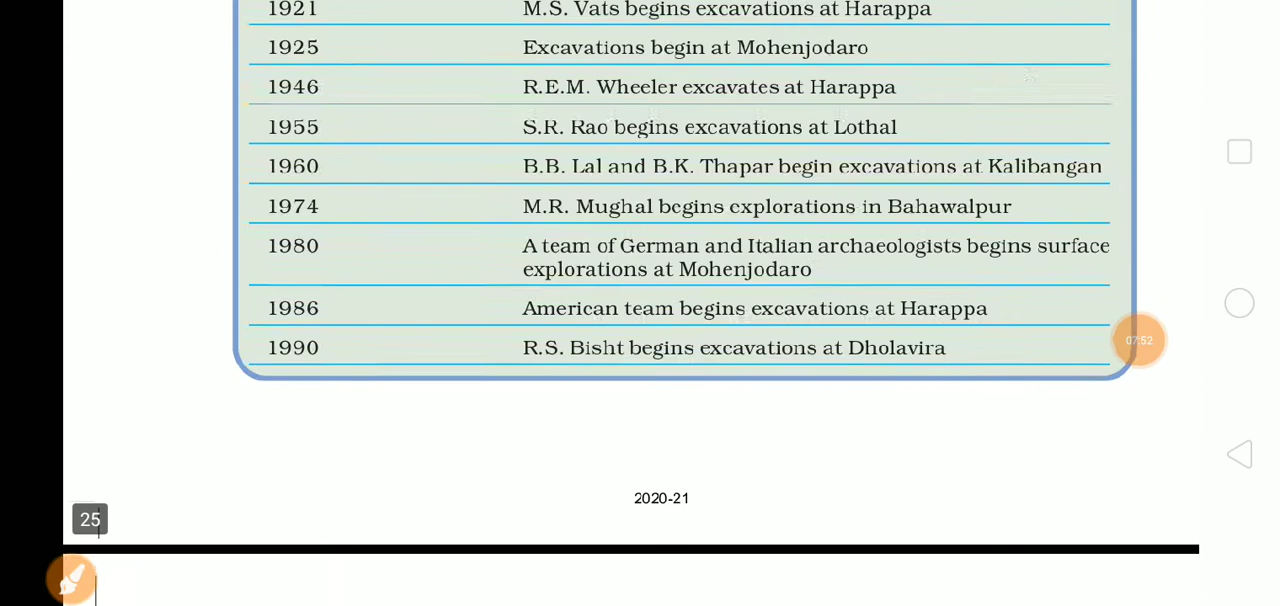 1921 M.S. Vats begins excavations at Harappa
1925 Excavations begin at Mohenjodaro
1946 R.E.M. Wheeler excavates at Harappa
1955 S.R. Rao begins excavations at Lothal
1960 B.B. Lal and B.K. Thapar begin excavations at Kalibangan
1974 M.R. Mughal begins explorations in Bahawalpur
1980 A team of German and Italian archaeologists begins surface
explorations at Mohenjodaro
1986 American team begins excavations at Harappa
1990 R.S. Bisht begins excavations at Dholavira
07:52
2020-21
25